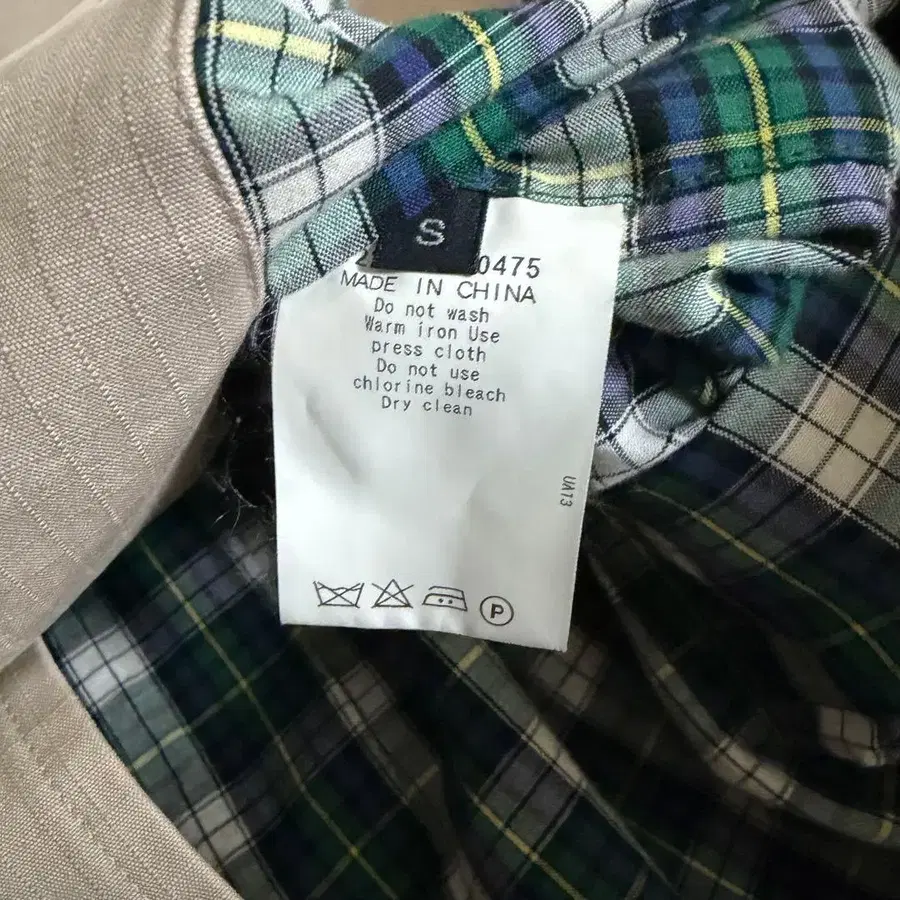 S
0475
MADE IN CHINA
Do not wash
Warm iron Use
press cloth
Do not use
chlorine bleach
Dry clean
UA13
P